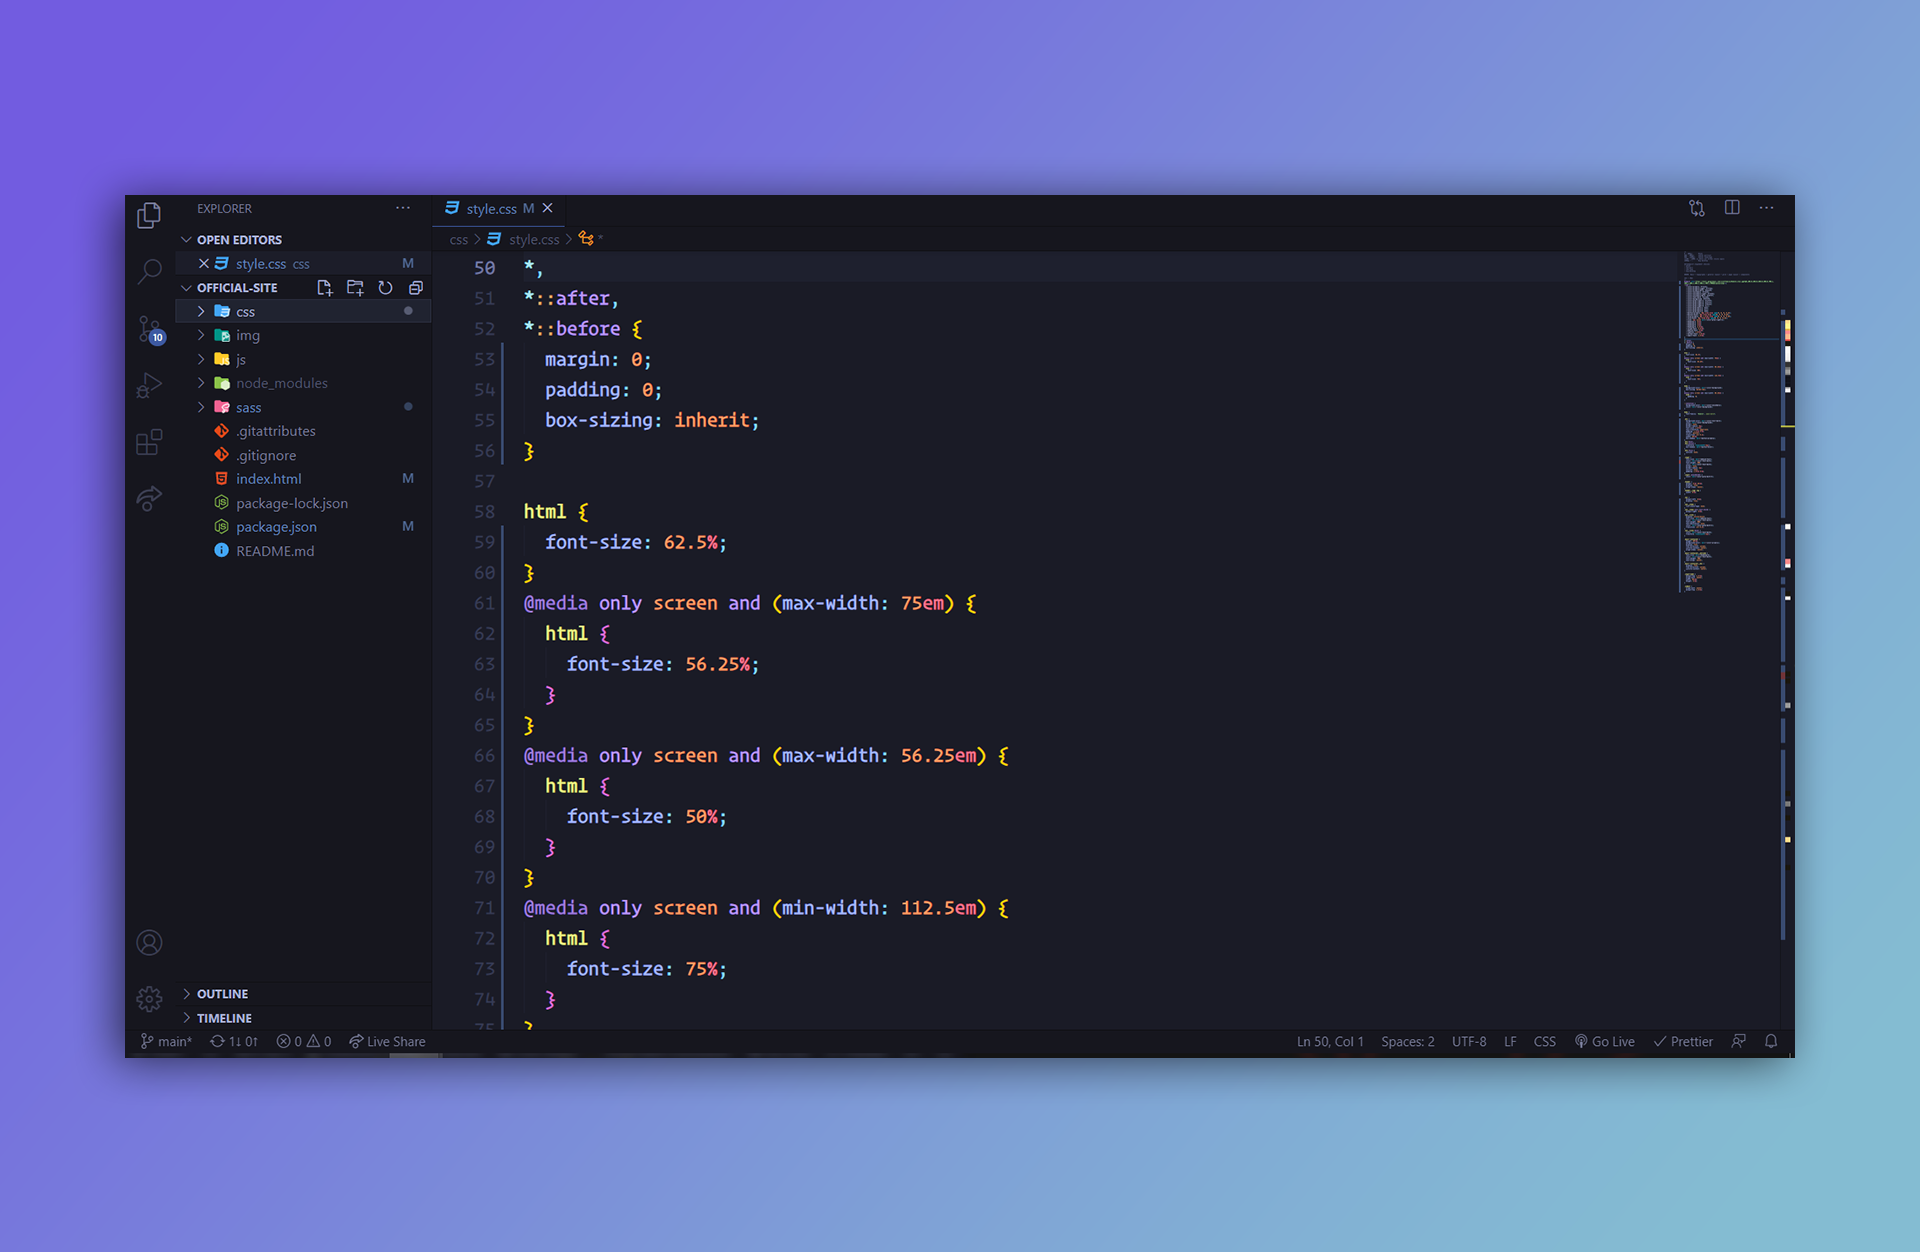 EXPLORER
OPEN EDITORS
style.css css M
OFFICIAL-SITE
css
img
js
node_modules
sass
.gitattributes
.gitignore
index.html M
package-lock.json
package.json M
README.md
OUTLINE
TIMELINE
10
style.css M
css > style.css > *
50 *,
51 *::after,
52 *::before {
53 margin: 0;
54 padding: 0;
55 box-sizing: inherit;
56 }
57
58 html {
59 font-size: 62.5%;
60 }
61 @media only screen and (max-width: 75em) {
62 html {
63 font-size: 56.25%;
64 }
65 }
66 @media only screen and (max-width: 56.25em) {
67 html {
68 font-size: 50%;
69 }
70 }
71 @media only screen and (min-width: 112.5em) {
72 html {
73 font-size: 75%;
74 }
75 }
main* 1↓ 0↑ 0 0 Live Share Ln 50, Col 1 Spaces: 2 UTF-8 LF CSS Go Live Prettier